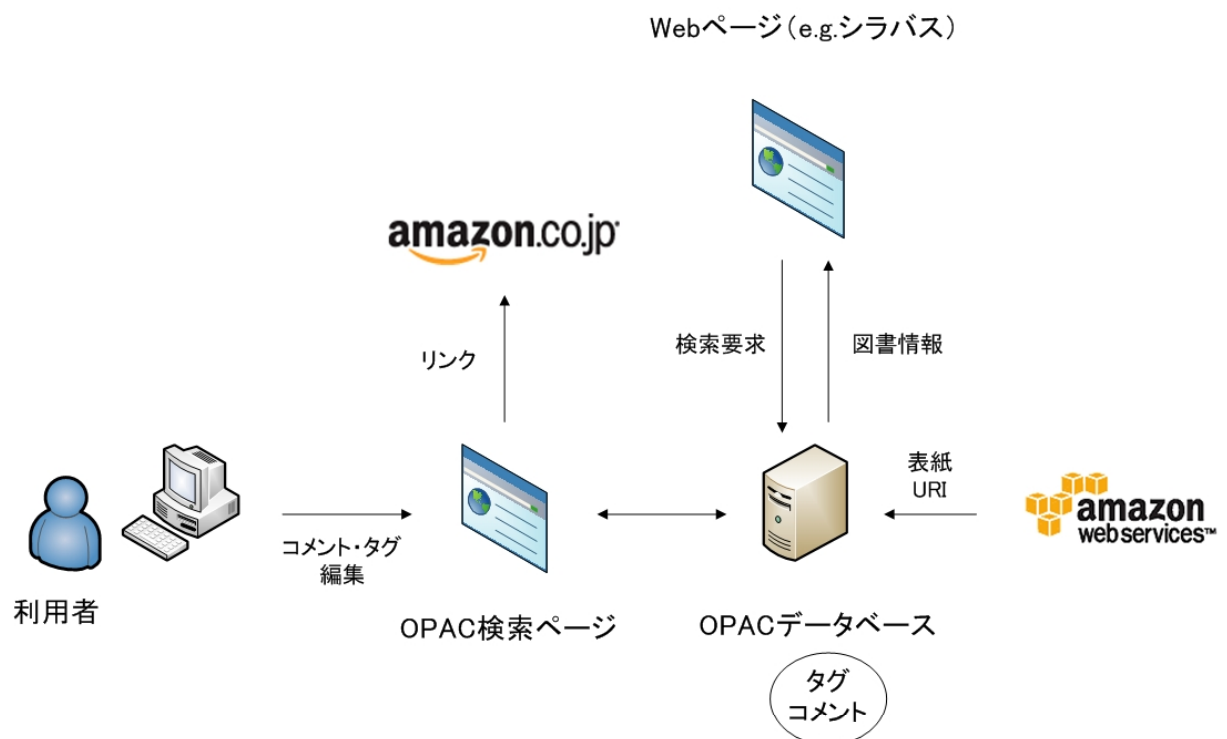 Webページ(e.g.シラバス)
amazon.co.jp
リンク
検索要求
図書情報
表紙
URI
amazon
webservices™
コメント・タグ
編集
利用者
OPAC検索ページ
OPACデータベース
タグ
コメント